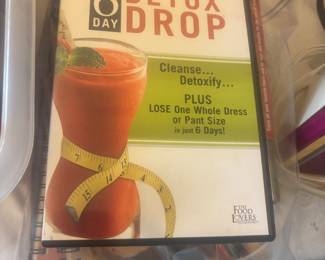 DETOX
6
DAY
DROP
Cleanse...
Detoxify...
PLUS
LOSE One Whole Dress
or Pant Size
in just 6 Days!
THE
FOOD LOVERS